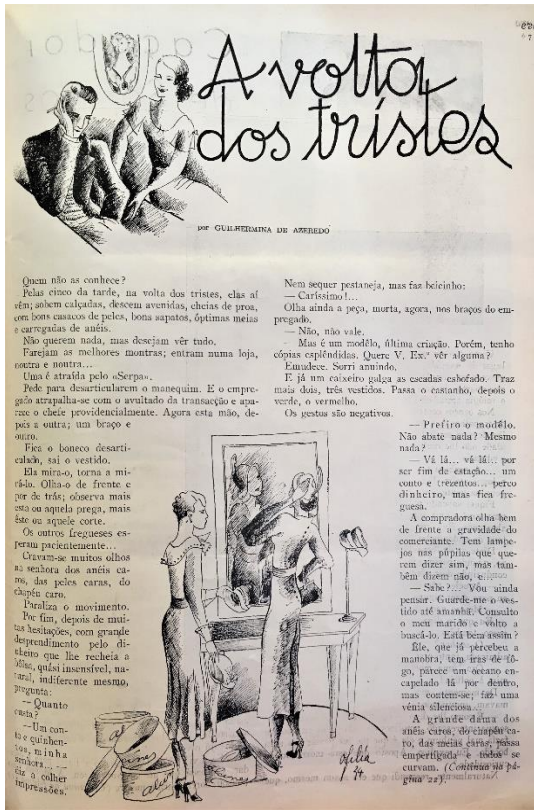 A volta
dos tristes
por GUILHERMINA DE AZEREDO
Quem não as conhece?
Pelas cinco da tarde, na volta dos tristes, elas aí
vêm; sobem calçadas, descem avenidas, cheias de proa,
com bons casacos de peles, bons sapatos, óptimas meias
e carregadas de anéis.
Não querem nada, mas desejam vêr tudo.
Farejam as melhores montras; entram numa loja,
noutra e noutra...
Uma é atraída pelo «Serpa».
Pede para desarticularem o manequim. E o empre-
gado atrapalha-se com o avultado da transacção e apa-
rece o chefe providencialmente. Agora esta mão, de-
pois a outra; um braço e
outro.
Fica o boneco desarti-
culado, sai o vestido.
Ela mira-o, torna a mi-
rá-lo. Olha-o de frente e
por de trás; observa mais
esta ou aquela prega, mais
êste ou aquele corte.
Os outros fregueses es-
peram pacientemente...
Cravam-se muitos olhos
na senhora dos anéis ca-
ros, das peles caras, do
chapéu caro.
Paraliza o movimento.
Por fim, depois de mui-
tas hesitações, com grande
desprendimento pelo di-
nheiro que lhe recheia a
bôlsa, quási insensível, na-
tural, indiferente mesmo,
pregunta:
— Quanto
custa?
— Um con-
to e quinhen-
tos, minha
senhora...
diz a colher
impressões.
Nem sequer pestaneja, mas faz beicinho:
— Caríssimo!...
Olha ainda a peça, morta, agora, nos braços do em-
pregado.
— Não, não vale.
— Mas é um modêlo, última criação. Porém, tenho
cópias esplêndidas. Quere V. Ex.ª vêr alguma?
Emudece. Sorri anuindo.
E já um caixeiro galga as escadas esbofado. Traz
mais dois, três vestidos. Passa o castanho, depois o
verde, o vermelho.
Os gestos são negativos.
— Prefiro o modêlo.
Não abate nada? Mesmo
nada?
— Vá lá... vá lá... por
ser fim de estação... um
conto e trezentos... perco
dinheiro, mas fica fre-
guesa.
A compradora olha bem
de frente a gravidade do
comerciante. Tem lampe-
jos nas púpilas que que-
rem dizer sim, mas tam-
bém dizem não, e...
— Sabe?... Vou ainda
pensar. Guarde-me o ves-
tido até amanhã. Consulto
o meu marido e volto a
buscá-lo. Está bem assim?
Êle, que já percebeu a
manobra, tem iras de fo-
go, parece um oceano en-
capelado lá por dentro,
mas contem-se; faz uma
vénia silenciosa...
A grande dama dos
anéis caros, do chapéu ca-
ro, das meias caras, passa
empertigada e todos se
curvam. (Continua na pá-
gina 22).
Ofélia